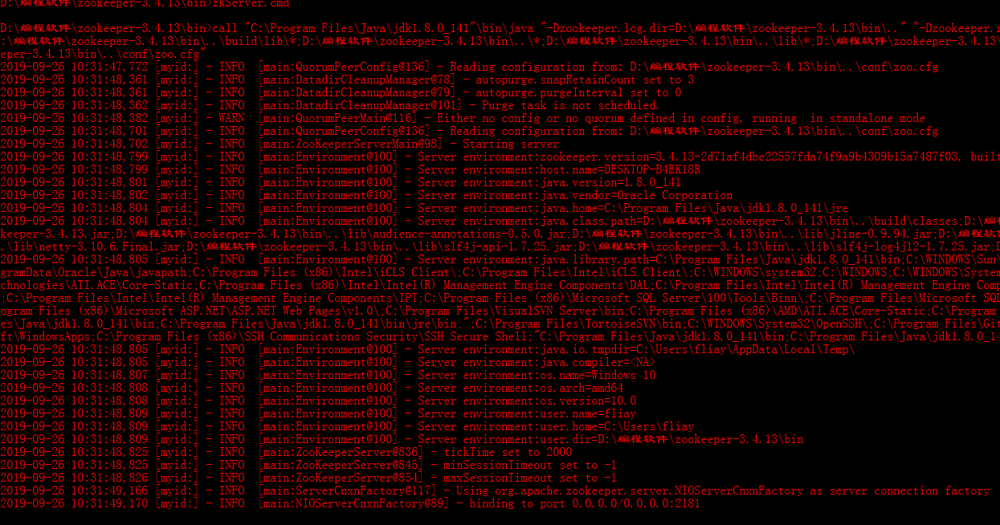 D:\编程软件\zookeeper-3.4.13\bin>zkServer.cmd
D:\编程软件\zookeeper-3.4.13\bin>call "C:\Program Files\Java\jdk1.8.0_141"\bin\java "-Dzookeeper.log.dir=D:\编程软件\zookeeper-3.4.13\bin\.." "-Dzookeeper.r
:\编程软件\zookeeper-3.4.13\bin\..\build\lib\*;D:\编程软件\zookeeper-3.4.13\bin\..\*;D:\编程软件\zookeeper-3.4.13\bin\..\lib\*;D:\编程软件\zookeeper-3.4.13\
eper-3.4.13\bin\..\conf\zoo.cfg"
2019-09-26 10:31:47,772 [myid:] - INFO  [main:QuorumPeerConfig@136] - Reading configuration from: D:\编程软件\zookeeper-3.4.13\bin\..\conf\zoo.cfg
2019-09-26 10:31:48,361 [myid:] - INFO  [main:DatadirCleanupManager@78] - autopurge.snapRetainCount set to 3
2019-09-26 10:31:48,361 [myid:] - INFO  [main:DatadirCleanupManager@79] - autopurge.purgeInterval set to 0
2019-09-26 10:31:48,362 [myid:] - INFO  [main:DatadirCleanupManager@101] - Purge task is not scheduled.
2019-09-26 10:31:48,382 [myid:] - WARN  [main:QuorumPeerMain@116] - Either no config or no quorum defined in config, running  in standalone mode
2019-09-26 10:31:48,701 [myid:] - INFO  [main:QuorumPeerConfig@136] - Reading configuration from: D:\编程软件\zookeeper-3.4.13\bin\..\conf\zoo.cfg
2019-09-26 10:31:48,702 [myid:] - INFO  [main:ZooKeeperServerMain@98] - Starting server
2019-09-26 10:31:48,799 [myid:] - INFO  [main:Environment@100] - Server environment:zookeeper.version=3.4.13-2d71af4dbe22557fda74f9a9b4309b15a7487f03, built
2019-09-26 10:31:48,799 [myid:] - INFO  [main:Environment@100] - Server environment:host.name=DESKTOP-B4EK18R
2019-09-26 10:31:48,801 [myid:] - INFO  [main:Environment@100] - Server environment:java.version=1.8.0_141
2019-09-26 10:31:48,802 [myid:] - INFO  [main:Environment@100] - Server environment:java.vendor=Oracle Corporation
2019-09-26 10:31:48,804 [myid:] - INFO  [main:Environment@100] - Server environment:java.home=C:\Program Files\Java\jdk1.8.0_141\jre
2019-09-26 10:31:48,804 [myid:] - INFO  [main:Environment@100] - Server environment:java.class.path=D:\编程软件\zookeeper-3.4.13\bin\..\build\classes;D:\编
keeper-3.4.13.jar;D:\编程软件\zookeeper-3.4.13\bin\..\lib\audience-annotations-0.5.0.jar;D:\编程软件\zookeeper-3.4.13\bin\..\lib\jline-0.9.94.jar;D:\编程软
.\lib\netty-3.10.6.Final.jar;D:\编程软件\zookeeper-3.4.13\bin\..\lib\slf4j-api-1.7.25.jar;D:\编程软件\zookeeper-3.4.13\bin\..\lib\slf4j-log4j12-1.7.25.jar
2019-09-26 10:31:48,805 [myid:] - INFO  [main:Environment@100] - Server environment:java.library.path=C:\Program Files\Java\jdk1.8.0_141\bin;C:\WINDOWS\Sun\
gramData\Oracle\Java\javapath;C:\Program Files (x86)\Intel\iCLS Client\;C:\Program Files\Intel\iCLS Client\;C:\WINDOWS\system32;C:\WINDOWS;C:\WINDOWS\System
chnologies\ATI.ACE\Core-Static;C:\Program Files (x86)\Intel\Intel(R) Management Engine Components\DAL;C:\Program Files\Intel\Intel(R) Management Engine Comp
;C:\Program Files\Intel\Intel(R) Management Engine Components\IPT;C:\Program Files (x86)\Microsoft SQL Server\100\Tools\Binn\;C:\Program Files\Microsoft SQL
ogram Files (x86)\Microsoft ASP.NET\ASP.NET Web Pages\v1.0\;C:\Program Files\VisualSVN Server\bin;C:\Program Files (x86)\AMD\ATI.ACE\Core-Static;C:\Program
es\Java\jdk1.8.0_141\bin;C:\Program Files\Java\jdk1.8.0_141\bin\jre\bin;";C:\Program Files\TortoiseSVN\bin;C:\WINDOWS\System32\OpenSSH\;C:\Program Files\Git
ft\WindowsApps;C:\Program Files (x86)\SSH Communications Security\SSH Secure Shell;"C:\Program Files\Java\jdk1.8.0_141\bin;C:\Program Files\Java\jdk1.8.0_14
2019-09-26 10:31:48,805 [myid:] - INFO  [main:Environment@100] - Server environment:java.io.tmpdir=C:\Users\fliay\AppData\Local\Temp\
2019-09-26 10:31:48,805 [myid:] - INFO  [main:Environment@100] - Server environment:java.compiler=<NA>
2019-09-26 10:31:48,807 [myid:] - INFO  [main:Environment@100] - Server environment:os.name=Windows 10
2019-09-26 10:31:48,808 [myid:] - INFO  [main:Environment@100] - Server environment:os.arch=amd64
2019-09-26 10:31:48,808 [myid:] - INFO  [main:Environment@100] - Server environment:os.version=10.0
2019-09-26 10:31:48,809 [myid:] - INFO  [main:Environment@100] - Server environment:user.name=fliay
2019-09-26 10:31:48,809 [myid:] - INFO  [main:Environment@100] - Server environment:user.home=C:\Users\fliay
2019-09-26 10:31:48,809 [myid:] - INFO  [main:Environment@100] - Server environment:user.dir=D:\编程软件\zookeeper-3.4.13\bin
2019-09-26 10:31:48,825 [myid:] - INFO  [main:ZooKeeperServer@836] - tickTime set to 2000
2019-09-26 10:31:48,825 [myid:] - INFO  [main:ZooKeeperServer@845] - minSessionTimeout set to -1
2019-09-26 10:31:48,826 [myid:] - INFO  [main:ZooKeeperServer@854] - maxSessionTimeout set to -1
2019-09-26 10:31:49,166 [myid:] - INFO  [main:ServerCnxnFactory@117] - Using org.apache.zookeeper.server.NIOServerCnxnFactory as server connection factory
2019-09-26 10:31:49,170 [myid:] - INFO  [main:NIOServerCnxnFactory@89] - binding to port 0.0.0.0/0.0.0.0:2181